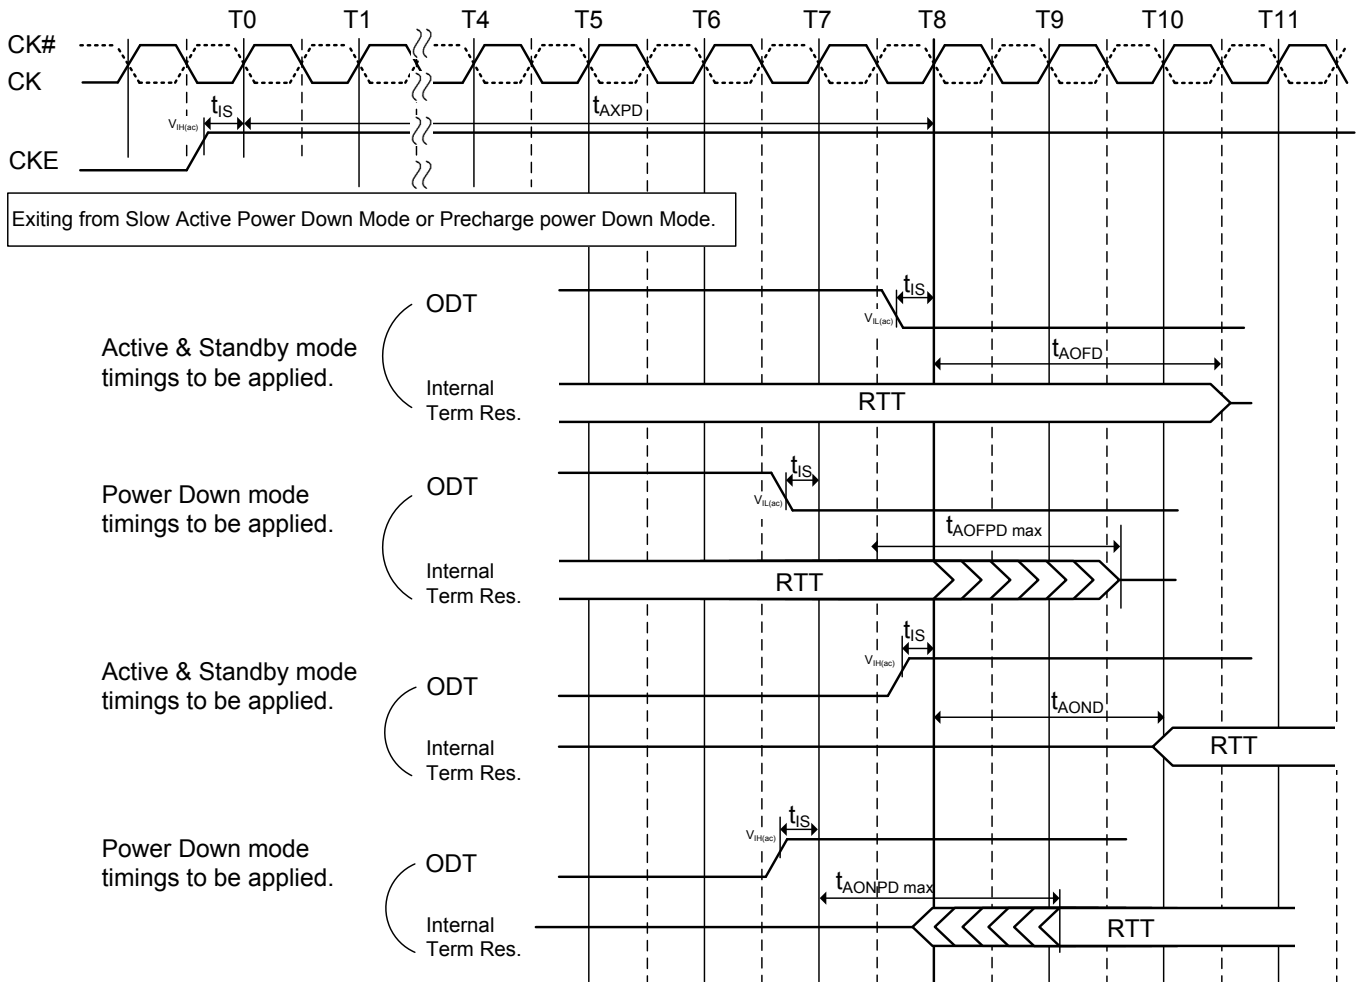 T0 T1 T4 T5 T6 T7 T8 T9 T10 T11
CK#
CK
tIS
tAXPD
VIH(ac)
CKE
Exiting from Slow Active Power Down Mode or Precharge power Down Mode.
tIS
ODT
VIL(ac)
Active & Standby mode
timings to be applied.
tAOFD
Internal
Term Res.
RTT
tIS
ODT
Power Down mode
timings to be applied.
VIL(ac)
tAOFPD max
Internal
Term Res.
RTT
tIS
VIH(ac)
Active & Standby mode
timings to be applied.
ODT
tAOND
Internal
Term Res.
RTT
tIS
VIH(ac)
Power Down mode
timings to be applied.
ODT
tAONPD max
Internal
Term Res.
RTT